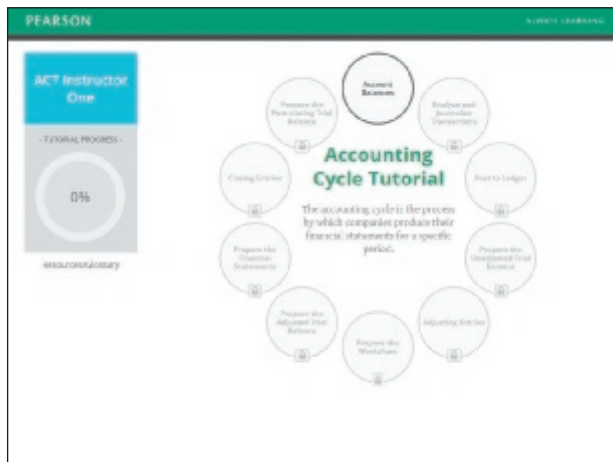 PEARSON
ALWAYS LEARNING
ACT Instructor
One
- TUTORIAL PROGRESS -
0%
Account
Balances
Analyze and
Journalize
Transactions
Post to Ledger
Prepare the
Unadjusted Trial
Balance
Adjusting Entries
Prepare the
Worksheet
Prepare the
Adjusted Trial
Balance
Prepare the
Financial
Statements
Closing Entries
Prepare the
Post-closing Trial
Balance
Accounting
Cycle Tutorial
The accounting cycle is the process
by which companies produce their
financial statements for a specific
period.